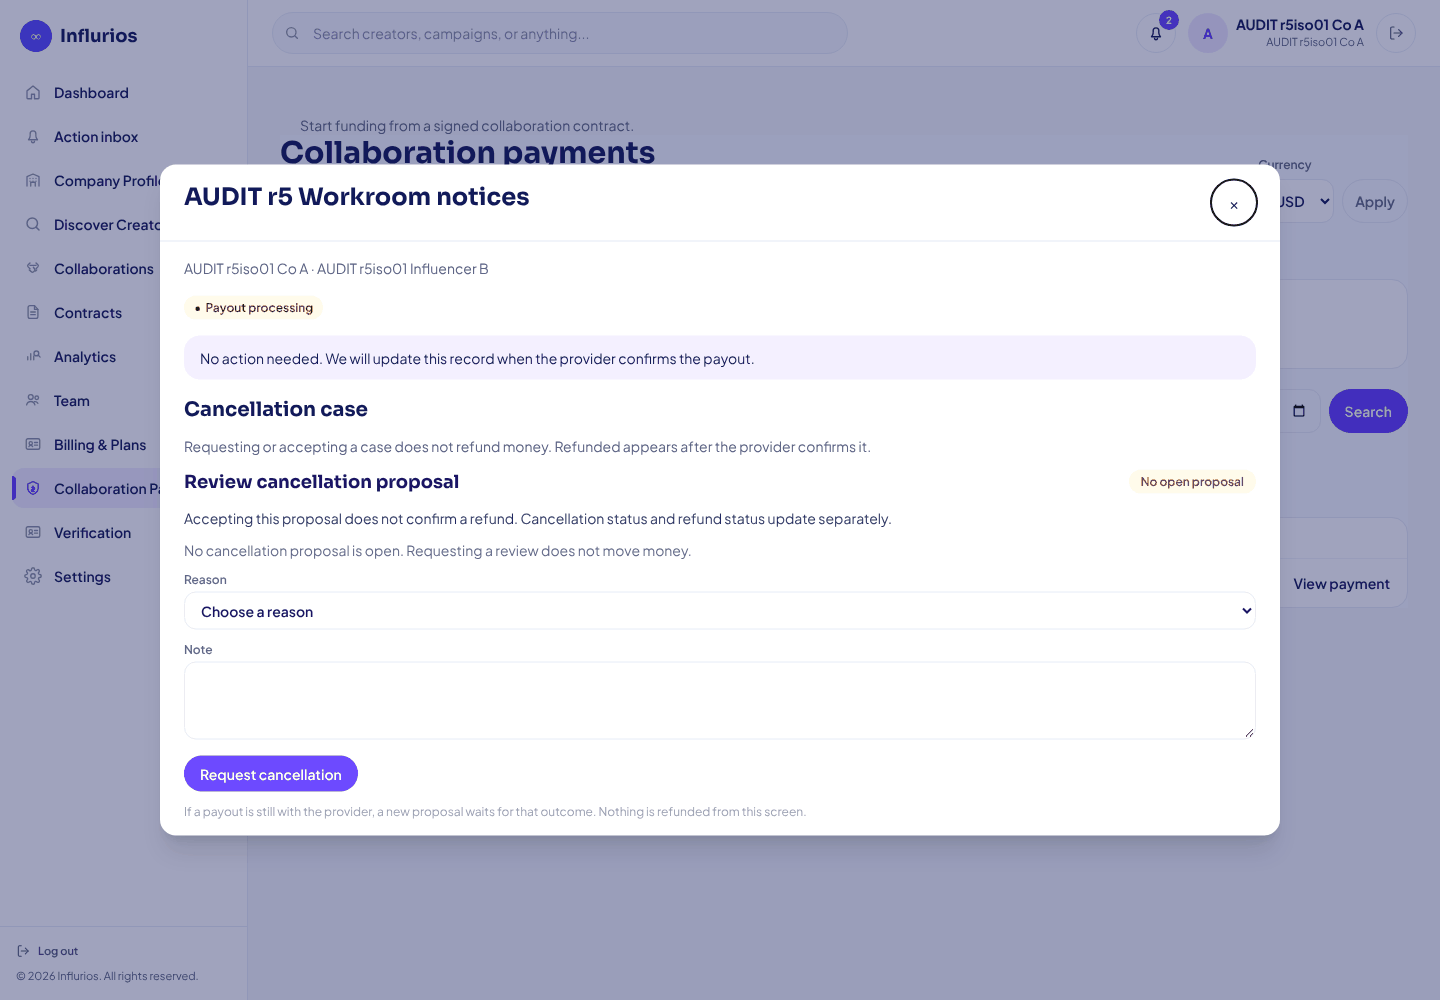 Influrios
Search creators, campaigns, or anything...
2
A
AUDIT r5iso01 Co A
AUDIT r5iso01 Co A
Dashboard
Action inbox
Company Profile
Discover Creato
Collaborations
Contracts
Analytics
Team
Billing & Plans
Collaboration Pa
Verification
Settings
Log out
© 2026 Influrios. All rights reserved.
Start funding from a signed collaboration contract.
Collaboration payments
Currency
USD
Apply
Search
View payment
AUDIT r5 Workroom notices
×
AUDIT r5iso01 Co A · AUDIT r5iso01 Influencer B
• Payout processing
No action needed. We will update this record when the provider confirms the payout.
Cancellation case
Requesting or accepting a case does not refund money. Refunded appears after the provider confirms it.
Review cancellation proposal
No open proposal
Accepting this proposal does not confirm a refund. Cancellation status and refund status update separately.
No cancellation proposal is open. Requesting a review does not move money.
Reason
Choose a reason
Note
Request cancellation
If a payout is still with the provider, a new proposal waits for that outcome. Nothing is refunded from this screen.